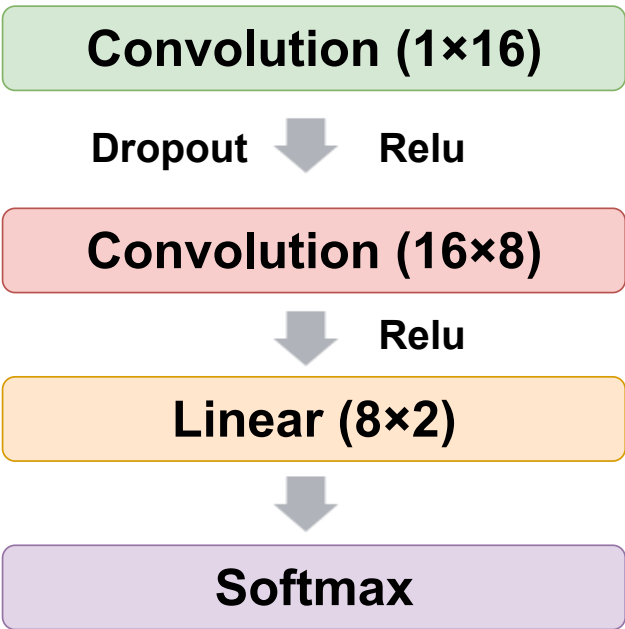 Convolution (1×16)
Dropout Relu
Convolution (16×8)
Relu
Linear (8×2)
Softmax